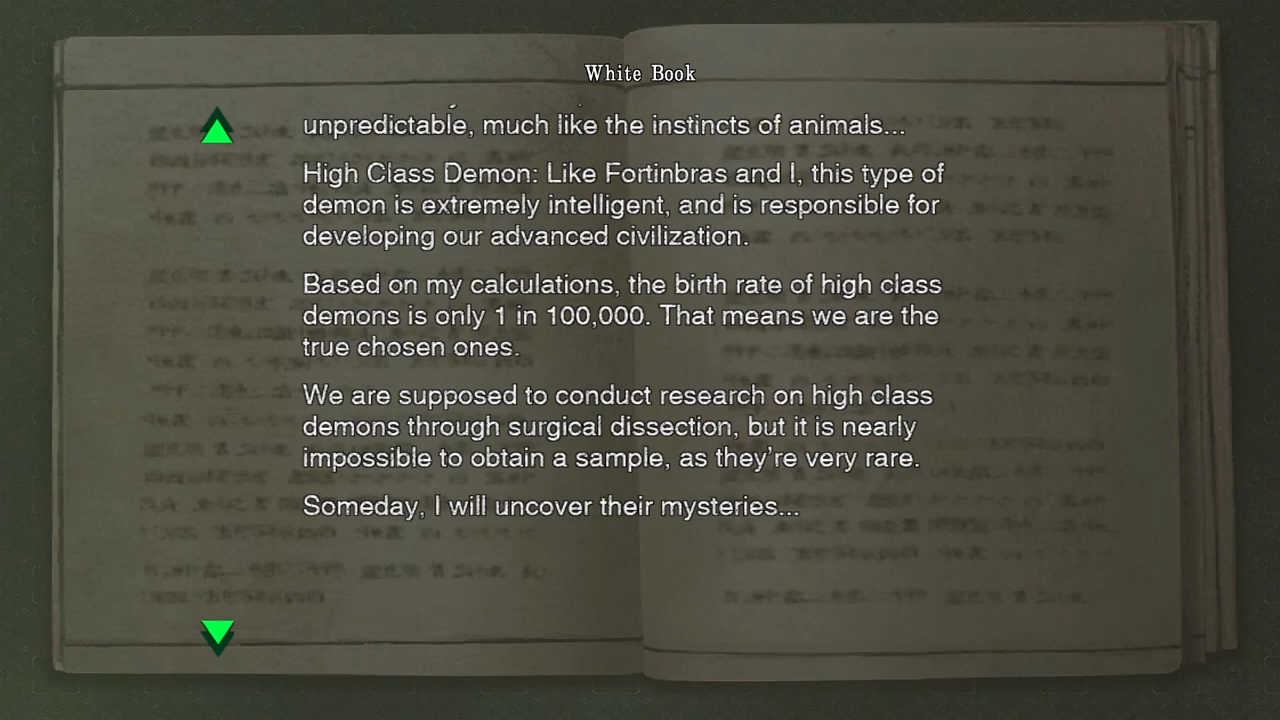 White Book
unpredictable, much like the instincts of animals...
High Class Demon: Like Fortinbras and I, this type of
demon is extremely intelligent, and is responsible for
developing our advanced civilization.
Based on my calculations, the birth rate of high class
demons is only 1 in 100,000. That means we are the
true chosen ones.
We are supposed to conduct research on high class
demons through surgical dissection, but it is nearly
impossible to obtain a sample, as they're very rare.
Someday, I will uncover their mysteries...